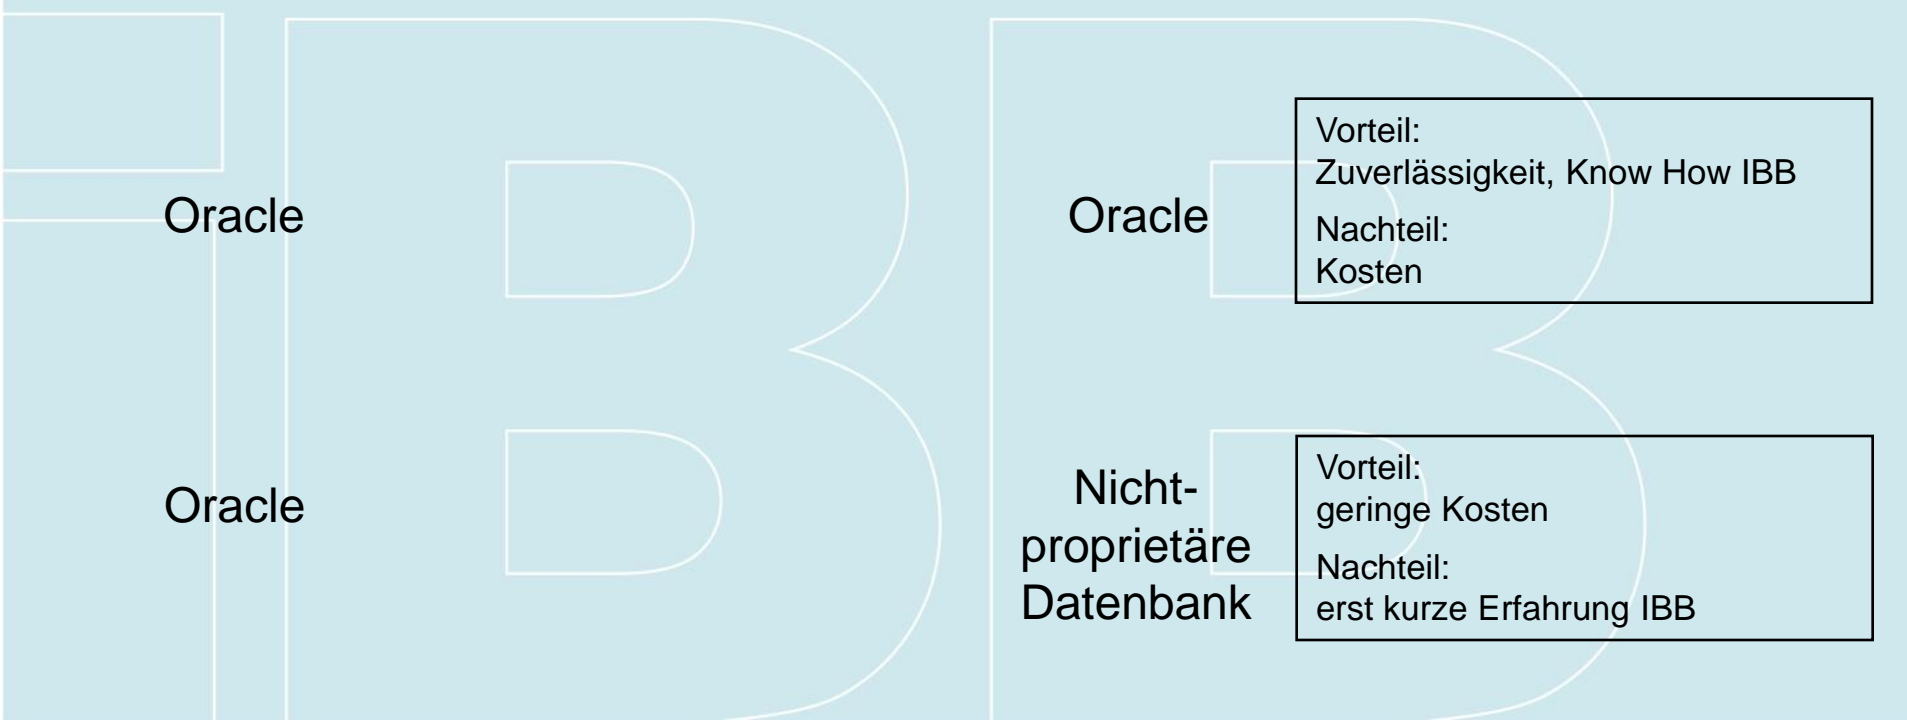 Oracle
Oracle
Vorteil:
Zuverlässigkeit, Know How IBB
Nachteil:
Kosten
Oracle
Nicht-
proprietäre
Datenbank
Vorteil:
geringe Kosten
Nachteil:
erst kurze Erfahrung IBB
iBB